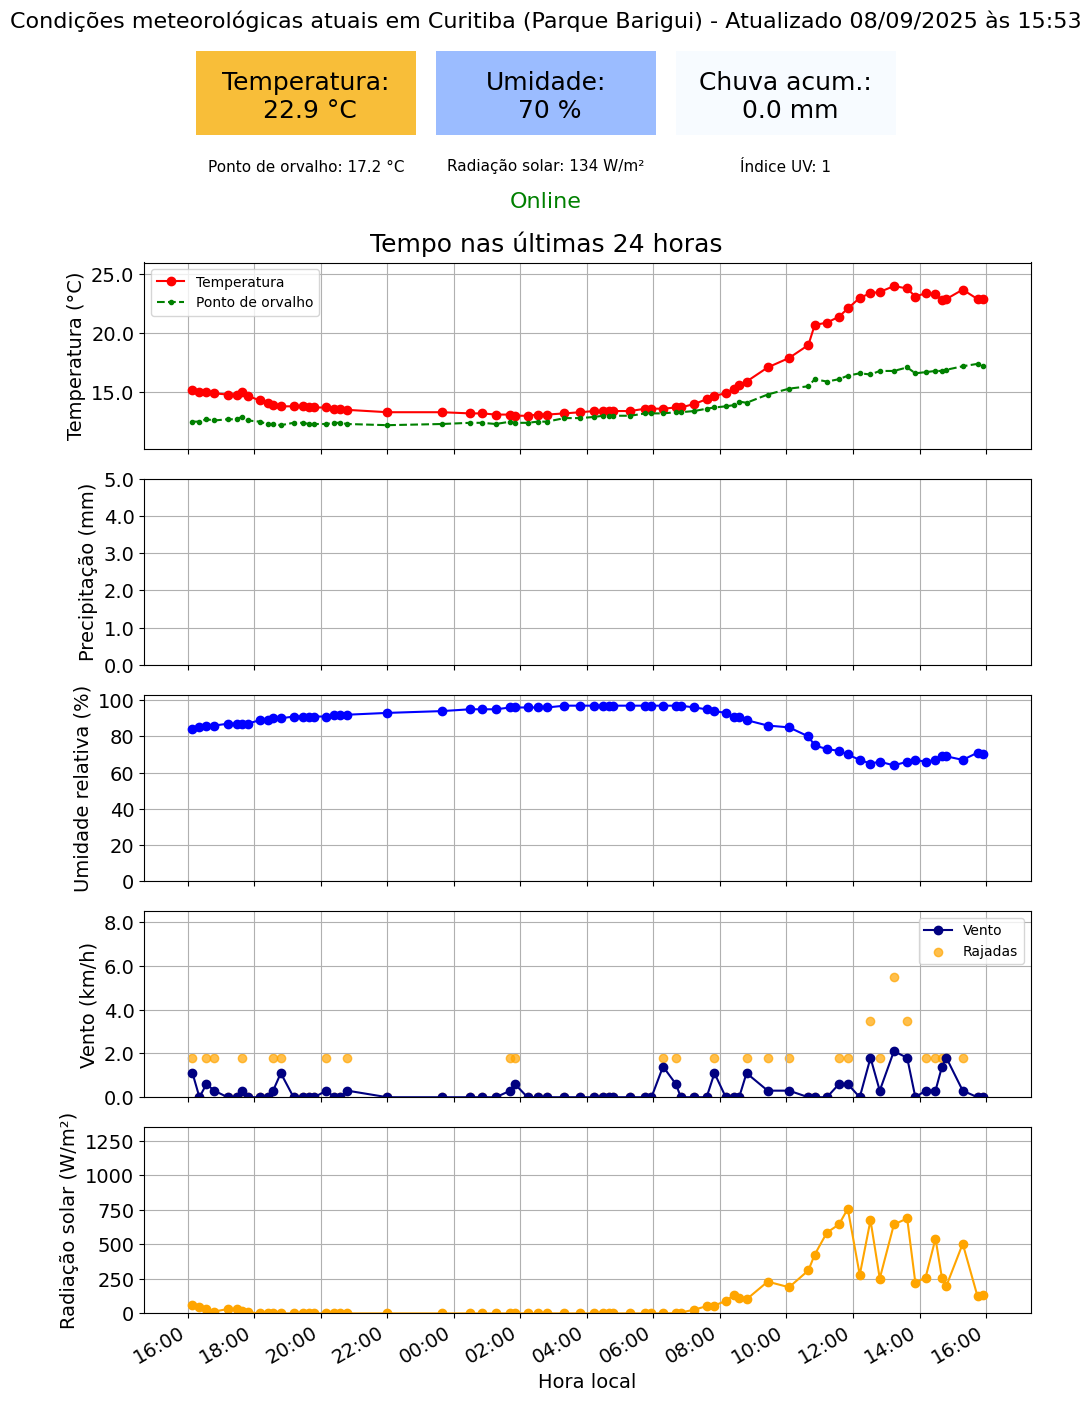 Condições meteorológicas atuais em Curitiba (Parque Barigui) - Atualizado 08/09/2025 às 15:53
Temperatura:
22.9 °C
Umidade:
70 %
Chuva acum.:
0.0 mm
Ponto de orvalho: 17.2 °C
Radiação solar: 134 W/m²
Índice UV: 1
Online
Tempo nas últimas 24 horas
Temperatura (°C)
25.0
20.0
15.0
Temperatura
Ponto de orvalho
Precipitação (mm)
5.0
4.0
3.0
2.0
1.0
0.0
Umidade relativa (%)
100
80
60
40
20
0
Vento (km/h)
8.0
6.0
4.0
2.0
0.0
Vento
Rajadas
Radiação solar (W/m²)
1250
1000
750
500
250
0
16:00
18:00
20:00
22:00
00:00
02:00
04:00
06:00
08:00
10:00
12:00
14:00
16:00
Hora local